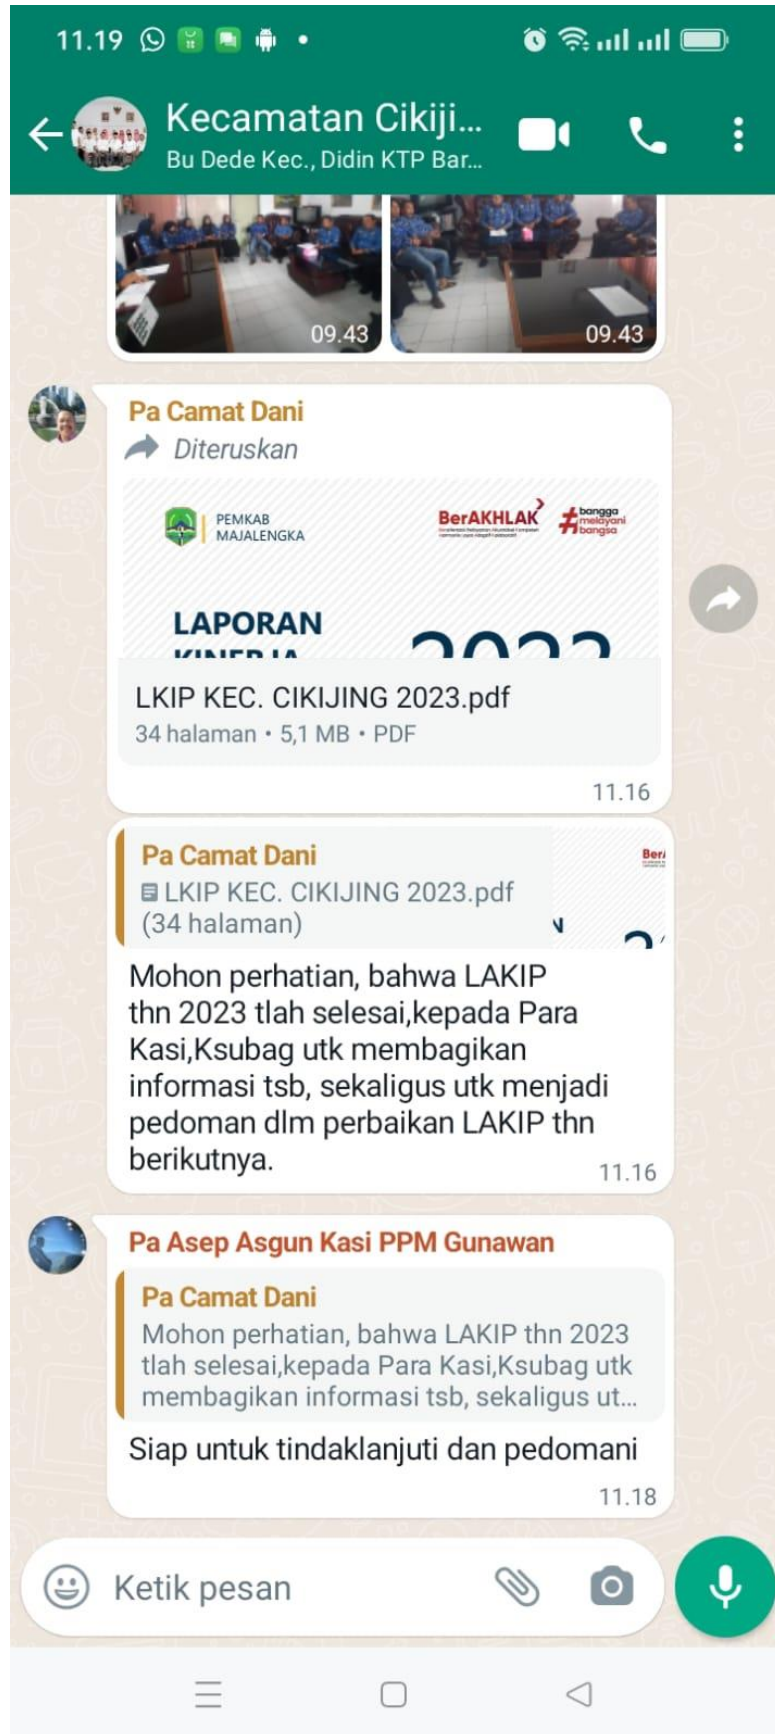 11.19
Kecamatan Cikiji...
Bu Dede Kec., Didin KTP Bar...
09.43
09.43
Pa Camat Dani
Diteruskan
PEMKAB
MAJALENGKA
BerAKHLAK
#bangga
melayani
bangsa
LAPORAN
KINERJA
2023
LKIP KEC. CIKIJING 2023.pdf
34 halaman • 5,1 MB • PDF
11.16
Pa Camat Dani
LKIP KEC. CIKIJING 2023.pdf
(34 halaman)
Mohon perhatian, bahwa LAKIP
thn 2023 tlah selesai,kepada Para
Kasi,Ksubag utk membagikan
informasi tsb, sekaligus utk menjadi
pedoman dlm perbaikan LAKIP thn
berikutnya.
11.16
Pa Asep Asgun Kasi PPM Gunawan
Pa Camat Dani
Mohon perhatian, bahwa LAKIP thn 2023
tlah selesai,kepada Para Kasi,Ksubag utk
membagikan informasi tsb, sekaligus ut...
Siap untuk tindaklanjuti dan pedomani
11.18
Ketik pesan